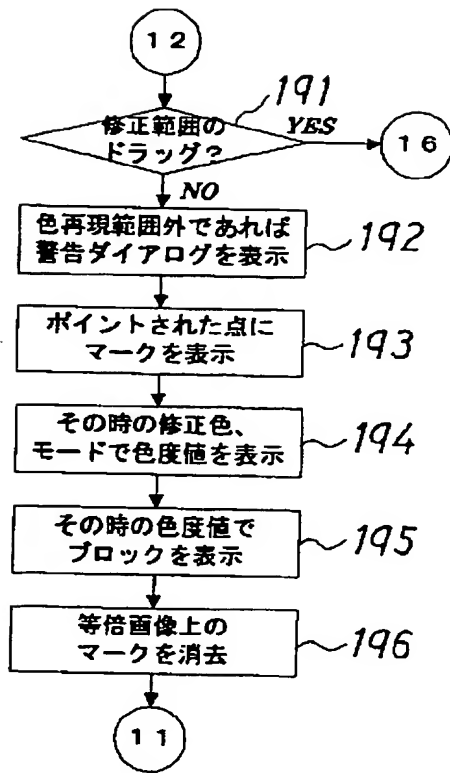 12
191
修正範囲の
ドラッグ?
YES
16
NO
色再現範囲外であれば
警告ダイアログを表示
192
ポイントされた点に
マークを表示
193
その時の修正色、
モードで色度値を表示
194
その時の色度値で
ブロックを表示
195
等倍画像上の
マークを消去
196
11